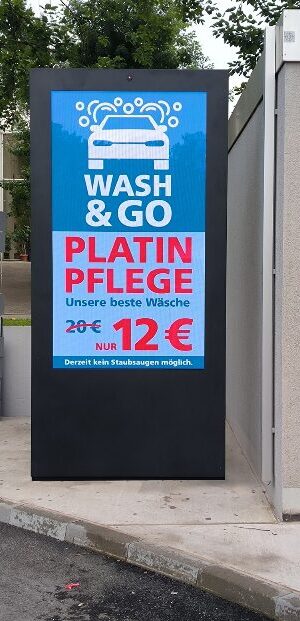 WASH
& GO
PLATIN
PFLEGE
Unsere beste Wäsche
20 €
NUR 12 €
Derzeit kein Staubsaugen möglich.